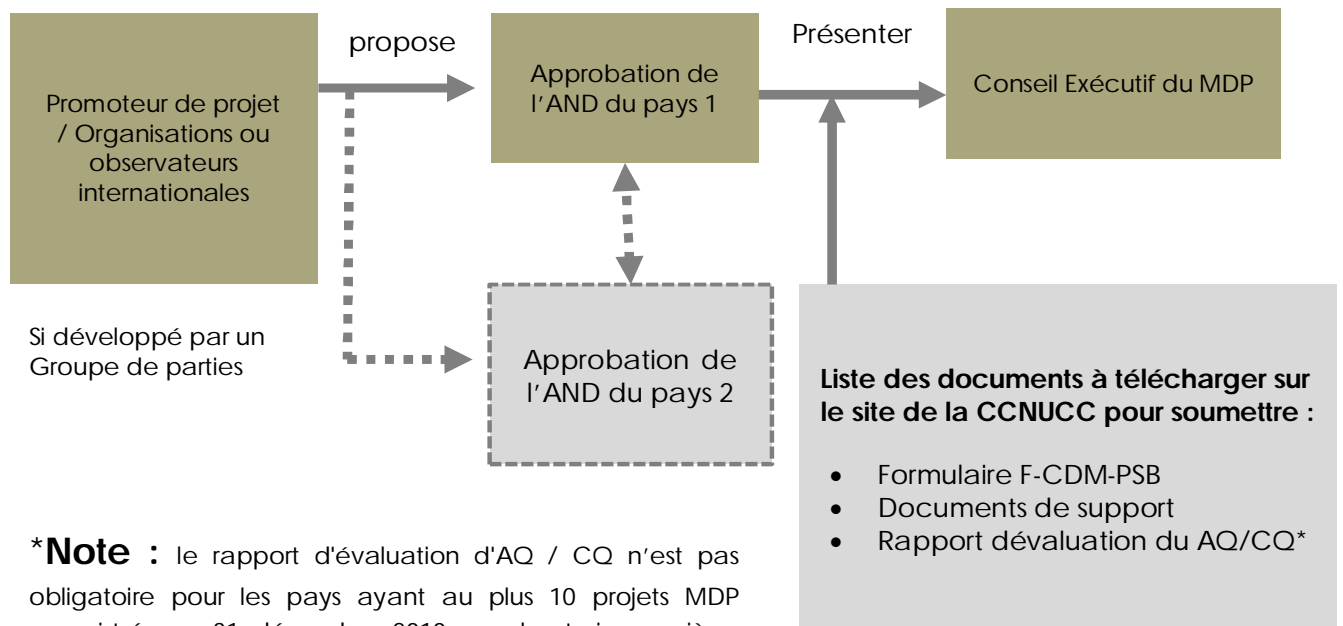 propose
Présenter
Promoteur de projet
/ Organisations ou
observateurs
internationales
Approbation de
l'AND du pays 1
Conseil Exécutif du MDP
Si développé par un
Groupe de parties
Approbation de
l'AND du pays 2
Liste des documents à télécharger sur
le site de la CCNUCC pour soumettre :
• Formulaire F-CDM-PSB
• Documents de support
• Rapport dévaluation du AQ/CQ*
*Note : le rapport d'évaluation d'AQ / CQ n'est pas
obligatoire pour les pays ayant au plus 10 projets MDP